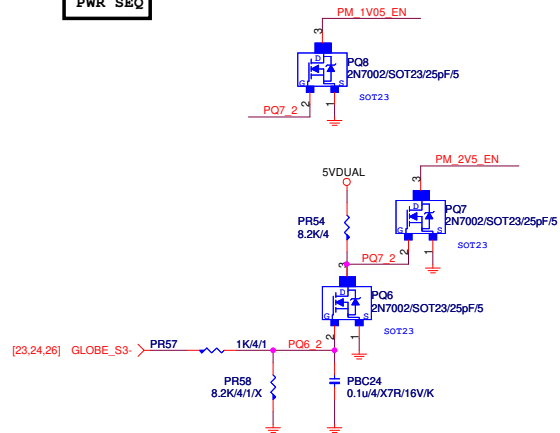 PWR SEQ
PM_1V05_EN
3
D
PQ8
2N7002/SOT23/25pF/5
G
S
SOT23
2
1
PQ7_2
5VDUAL
PM_2V5_EN
3
PR54
8.2K/4
D
PQ7
2N7002/SOT23/25pF/5
G
S
SOT23
2
1
PQ7_2
3
D
PQ6
2N7002/SOT23/25pF/5
G
S
SOT23
2
1
[23,24,26] GLOBE_S3- PR57 1K/4/1 PQ6_2
PR58
8.2K/4/1/X
PBC24
0.1u/4/X7R/16V/K